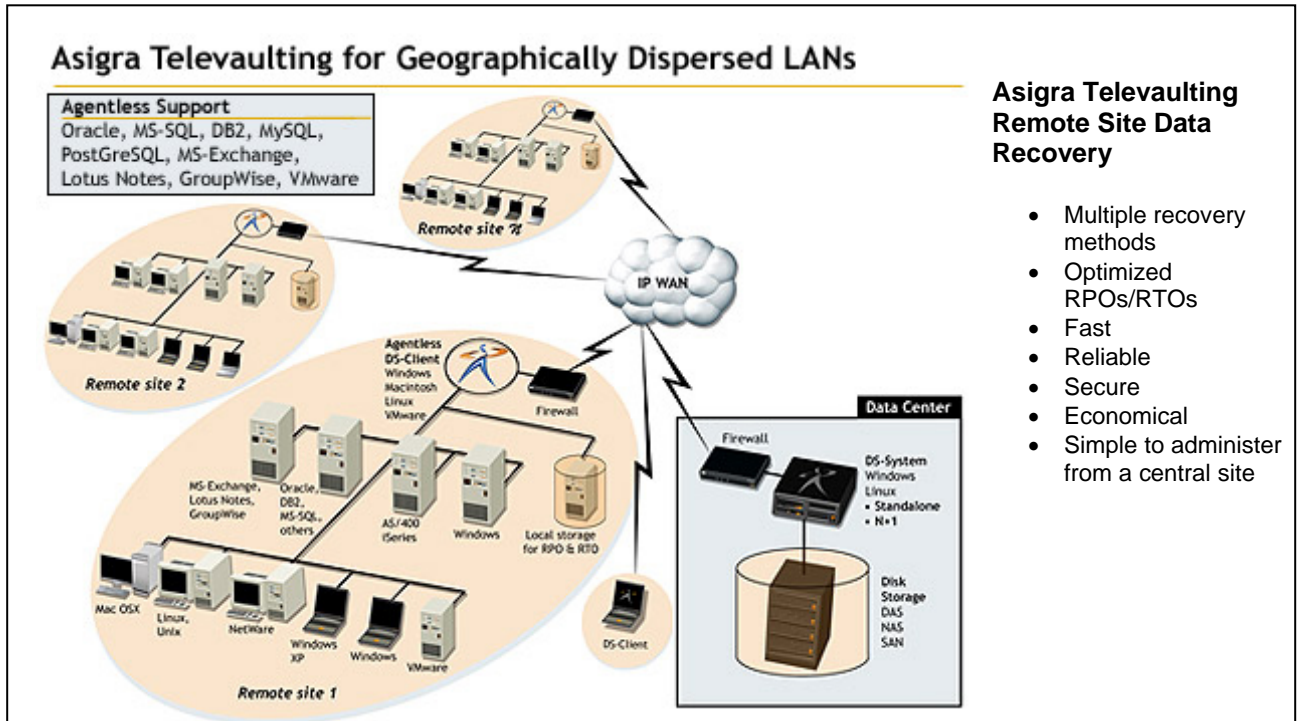 Asigra Televaulting for Geographically Dispersed LANs
Agentless Support
Oracle, MS-SQL, DB2, MySQL,
PostGreSQL, MS-Exchange,
Lotus Notes, GroupWise, VMware
Remote site n
Remote site 2
IP WAN
Agentless
DS-Client
Windows
Macintosh
Linux
VMware
Firewall
MS-Exchange,
Lotus Notes,
GroupWise
Oracle,
DB2,
MS-SQL,
others
AS/400
iSeries
Windows
Local storage
for RPO & RTO
Mac OSX
Linux,
Unix
NetWare
Windows
XP
Windows
VMware
Remote site 1
DS-Client
Data Center
Firewall
DS-System
Windows
Linux
• Standalone
• N+1
Disk
Storage
DAS
NAS
SAN
Asigra Televaulting
Remote Site Data
Recovery
• Multiple recovery
methods
• Optimized
RPOs/RTOs
• Fast
• Reliable
• Secure
• Economical
• Simple to administer
from a central site